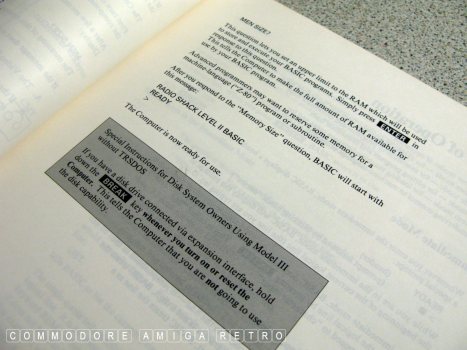 MEM SIZE?
This question lets you set an upper limit to the RAM which will be used
to store and execute your BASIC programs. Simply press ENTER in
response to this question.
This tells the Computer to make the full amount of RAM available for
use by your BASIC program.
Advanced programmers may want to reserve some memory for a
machine-language ("Z-80") program or subroutine.
After you respond to the "Memory Size" question, BASIC will start with
this message:
RADIO SHACK LEVEL II BASIC
READY
>
The Computer is now ready for use.
Special Instructions for Disk System Owners Using Model III
without TRSDOS
If you have a disk drive connected via expansion interface, hold
down the BREAK key whenever you turn on or reset the
Computer. This tells the Computer that you are not going to use
the disk capability.
COMMODORE AMIGA RETRO